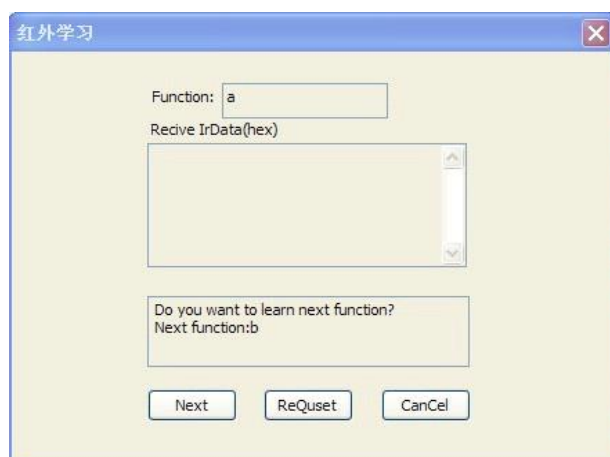 红外学习
Function: a
Recive IrData(hex)
Do you want to learn next function?
Next function:b
Next ReQuset CanCel